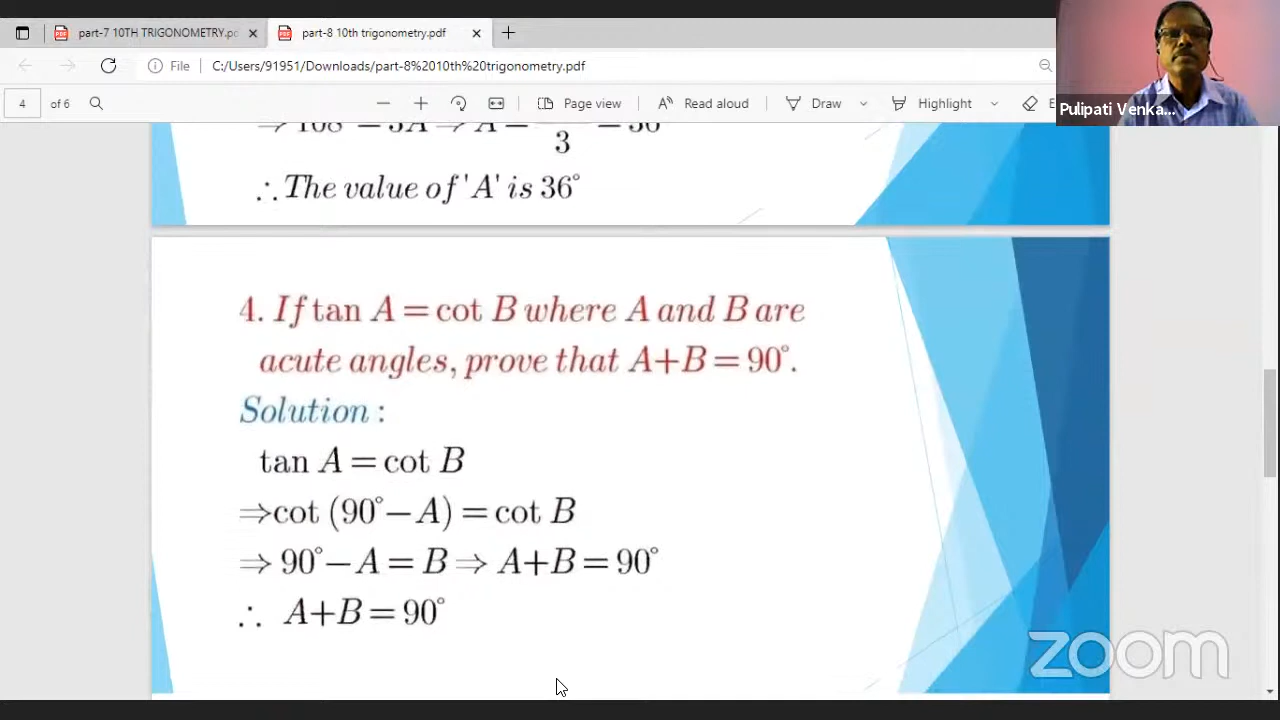 part-7 10TH TRIGONOMETRY.pd
part-8 10th trigonometry.pdf
File
C:/Users/91951/Downloads/part-8%2010th%20trigonometry.pdf
4 of 6
Page view
Read aloud
Draw
Highlight
Pulipati Venka...
3
∴ The value of 'A' is 36°
4. If tan A = cot B where A and B are
acute angles, prove that A+B = 90°.
Solution :
tan A = cot B
⇒cot (90°− A) = cot B
⇒ 90°− A = B ⇒ A+B = 90°
∴ A+B = 90°
zoom